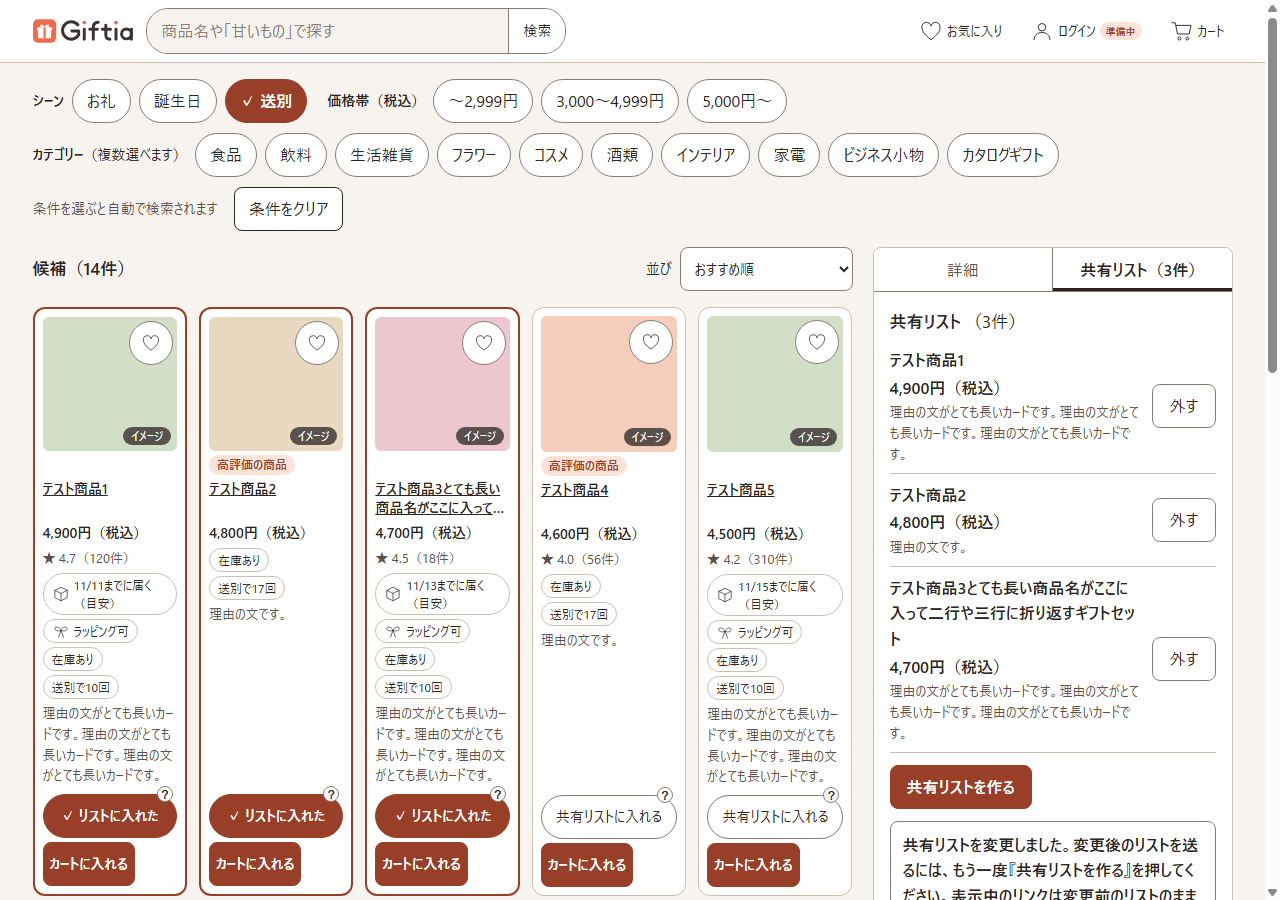 Giftia
商品名や「甘いもの」で探す
検索
お気に入り
ログイン 準備中
カート
シーン お礼 誕生日 ✓ 送別 価格帯（税込） ～2,999円 3,000～4,999円 5,000円～
カテゴリー（複数選べます） 食品 飲料 生活雑貨 フラワー コスメ 酒類 インテリア 家電 ビジネス小物 カタログギフト
条件を選ぶと自動で検索されます 条件をクリア
候補（14件）
並び おすすめ順
イメージ
テスト商品1
4,900円（税込）
★ 4.7（120件）
11/11までに届く
（目安）
ラッピング可
在庫あり
送別で10回
理由の文がとても長いカー
ドです。理由の文がとても
長いカードです。理由の文
がとても長いカードです。
?
✓ リストに入れた
カートに入れる
イメージ
高評価の商品
テスト商品2
4,800円（税込）
在庫あり
送別で17回
理由の文です。
?
✓ リストに入れた
カートに入れる
イメージ
テスト商品3とても長い
商品名がここに入って…
4,700円（税込）
★ 4.5（18件）
11/13までに届く
（目安）
ラッピング可
在庫あり
送別で10回
理由の文がとても長いカー
ドです。理由の文がとても
長いカードです。理由の文
がとても長いカードです。
?
✓ リストに入れた
カートに入れる
イメージ
高評価の商品
テスト商品4
4,600円（税込）
★ 4.0（56件）
在庫あり
送別で17回
理由の文です。
?
共有リストに入れる
カートに入れる
イメージ
テスト商品5
4,500円（税込）
★ 4.2（310件）
11/15までに届く
（目安）
ラッピング可
在庫あり
送別で10回
理由の文がとても長いカー
ドです。理由の文がとても
長いカードです。理由の文
がとても長いカードです。
?
共有リストに入れる
カートに入れる
詳細
共有リスト（3件）
共有リスト（3件）
テスト商品1
4,900円（税込）
理由の文がとても長いカードです。理由の文がとて
も長いカードです。理由の文がとても長いカードで
す。
外す
テスト商品2
4,800円（税込）
理由の文です。
外す
テスト商品3とても長い商品名がここに
入って二行や三行に折り返すギフトセッ
ト
4,700円（税込）
理由の文がとても長いカードです。理由の文がとて
も長いカードです。理由の文がとても長いカードで
す。
外す
共有リストを作る
共有リストを変更しました。変更後のリストを送
るには、もう一度『共有リストを作る』を押してく
ださい。表示中のリンクは変更前のリストのまま